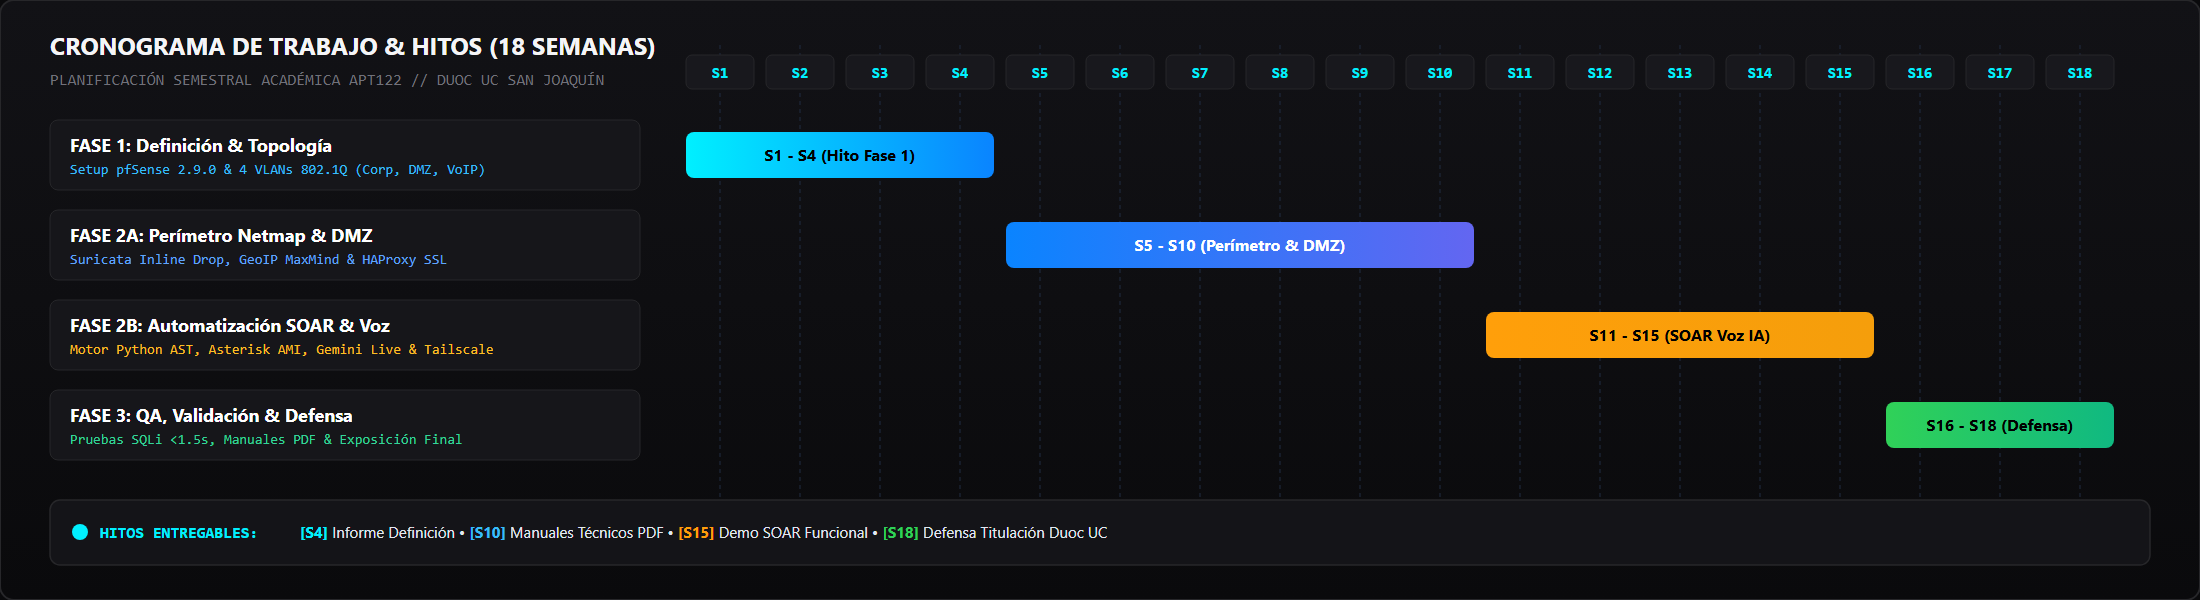 CRONOGRAMA DE TRABAJO & HITOS (18 SEMANAS)
PLANIFICACIÓN SEMESTRAL ACADÉMICA APT122 // DUOC UC SAN JOAQUÍN
S1 S2 S3 S4 S5 S6 S7 S8 S9 S10 S11 S12 S13 S14 S15 S16 S17 S18
FASE 1: Definición & Topología
Setup pfSense 2.9.0 & 4 VLANs 802.1Q (Corp, DMZ, VoIP)
S1 - S4 (Hito Fase 1)
FASE 2A: Perímetro Netmap & DMZ
Suricata Inline Drop, GeoIP MaxMind & HAProxy SSL
S5 - S10 (Perímetro & DMZ)
FASE 2B: Automatización SOAR & Voz
Motor Python AST, Asterisk AMI, Gemini Live & Tailscale
S11 - S15 (SOAR Voz IA)
FASE 3: QA, Validación & Defensa
Pruebas SQLi <1.5s, Manuales PDF & Exposición Final
S16 - S18 (Defensa)
HITOS ENTREGABLES: [S4] Informe Definición • [S10] Manuales Técnicos PDF • [S15] Demo SOAR Funcional • [S18] Defensa Titulación Duoc UC